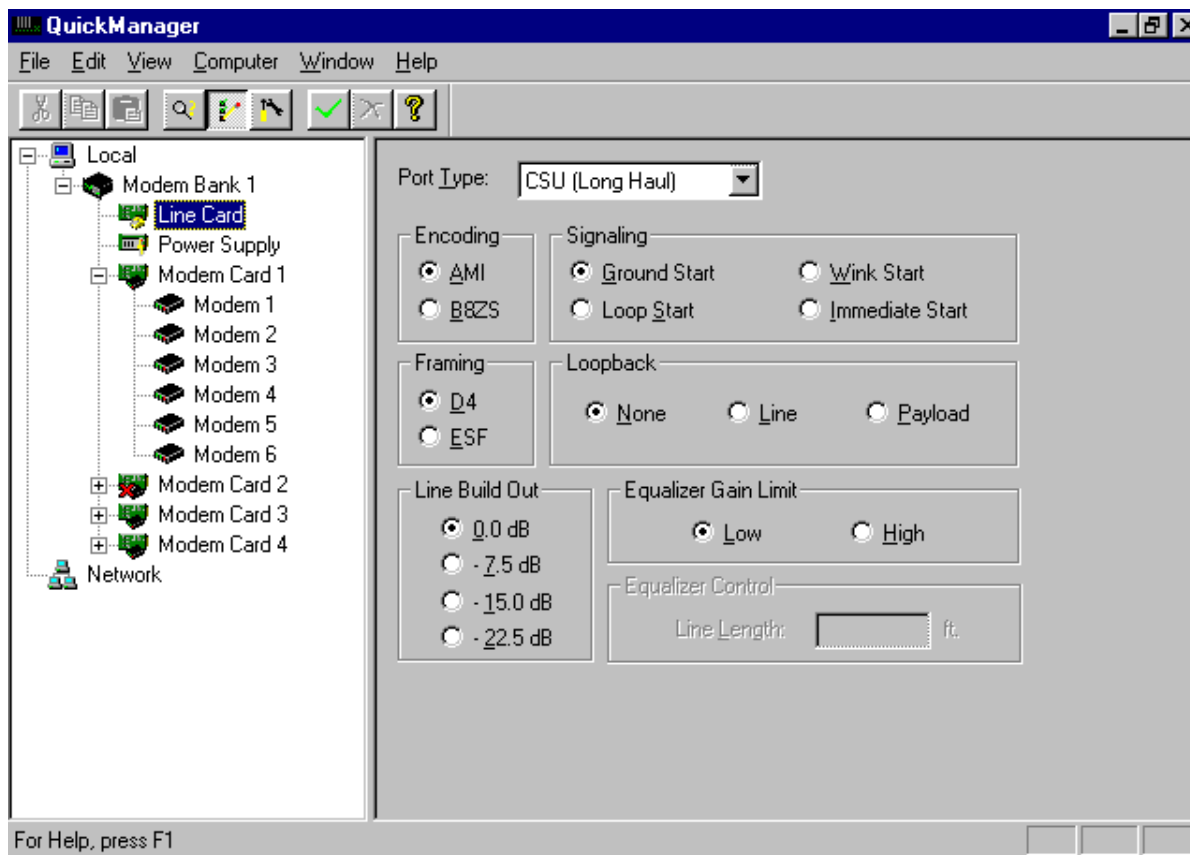 QuickManager
File Edit View Computer Window Help
Local
Modem Bank 1
Line Card
Power Supply
Modem Card 1
Modem 1
Modem 2
Modem 3
Modem 4
Modem 5
Modem 6
Modem Card 2
Modem Card 3
Modem Card 4
Network
Port Type: CSU (Long Haul)
Encoding
AMI
B8ZS
Signaling
Ground Start Wink Start
Loop Start Immediate Start
Framing
D4
ESF
Loopback
None Line Payload
Line Build Out
0.0 dB
- 7.5 dB
- 15.0 dB
- 22.5 dB
Equalizer Gain Limit
Low High
Equalizer Control
Line Length: ft.
For Help, press F1